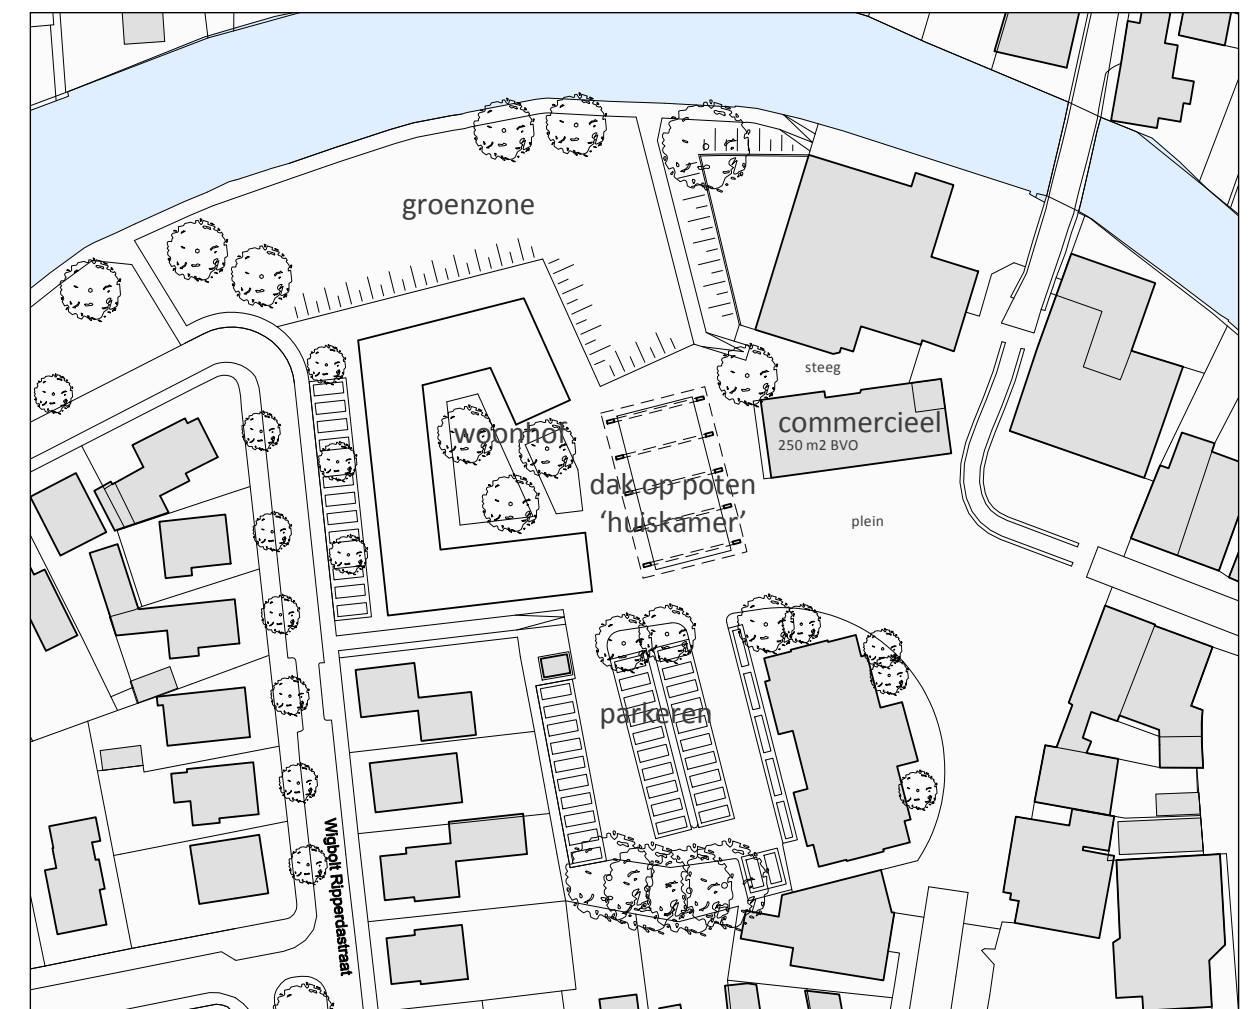 groenzone
steeg
commercieel
250 m2 BVO
woonhof
dak op poten
‘huiskamer’
plein
parkeren
Wigbolt Ripperdastraat